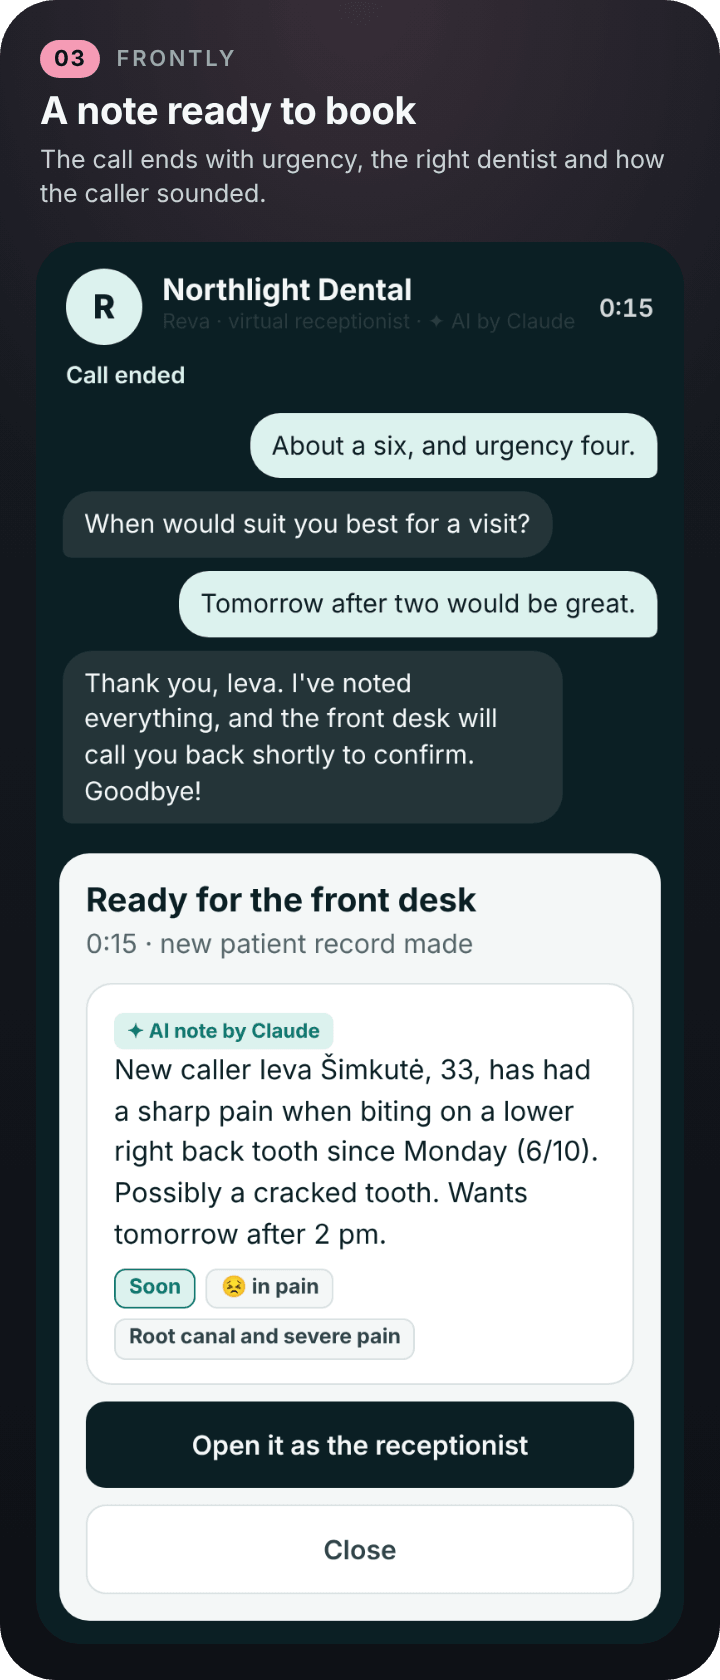 03 FRONTLY
A note ready to book
The call ends with urgency, the right dentist and how
the caller sounded.
R
Northlight Dental
Reva · virtual receptionist · ✦ AI by Claude
0:15
Call ended
About a six, and urgency four.
When would suit you best for a visit?
Tomorrow after two would be great.
Thank you, Ieva. I've noted
everything, and the front desk will
call you back shortly to confirm.
Goodbye!
Ready for the front desk
0:15 · new patient record made
✦ AI note by Claude
New caller Ieva Šimkutė, 33, has had
a sharp pain when biting on a lower
right back tooth since Monday (6/10).
Possibly a cracked tooth. Wants
tomorrow after 2 pm.
Soon 😣 in pain
Root canal and severe pain
Open it as the receptionist
Close